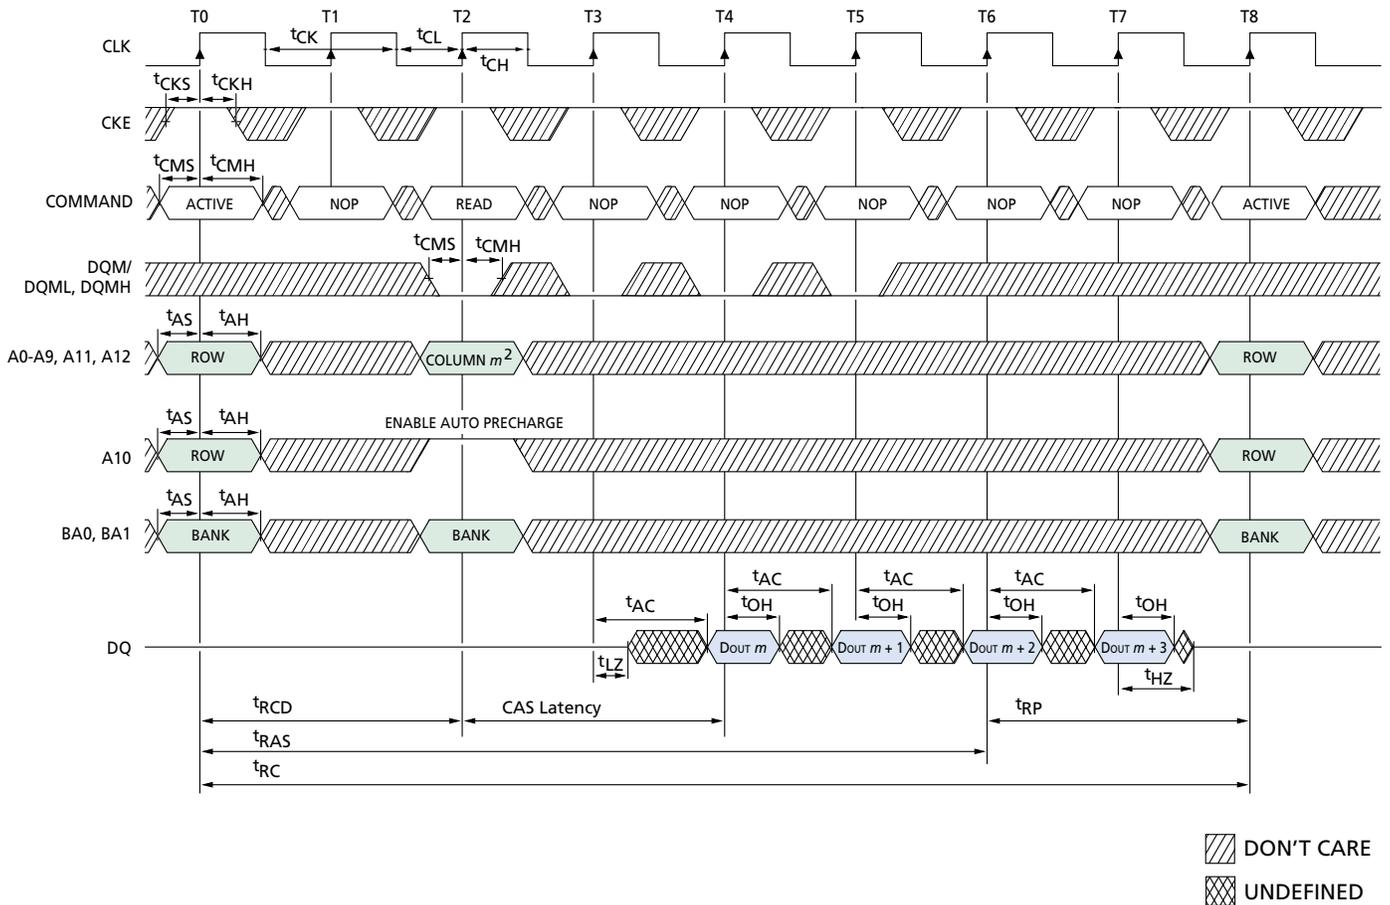 T0 T1 T2 T3 T4 T5 T6 T7 T8
CLK tCK tCL tCH
tCKS tCKH
CKE
tCMS tCMH
COMMAND ACTIVE NOP READ NOP NOP NOP NOP NOP ACTIVE
tCMS tCMH
DQM/
DQML, DQMH
tAS tAH
A0-A9, A11, A12 ROW COLUMN m2 ROW
tAS tAH ENABLE AUTO PRECHARGE
A10 ROW ROW
tAS tAH
BA0, BA1 BANK BANK BANK
tAC tAC tAC
tAC tOH tOH tOH tOH
DQ DOUT m DOUT m + 1 DOUT m + 2 DOUT m + 3
tLZ tHZ
tRCD CAS Latency tRP
tRAS
tRC
DON'T CARE
UNDEFINED